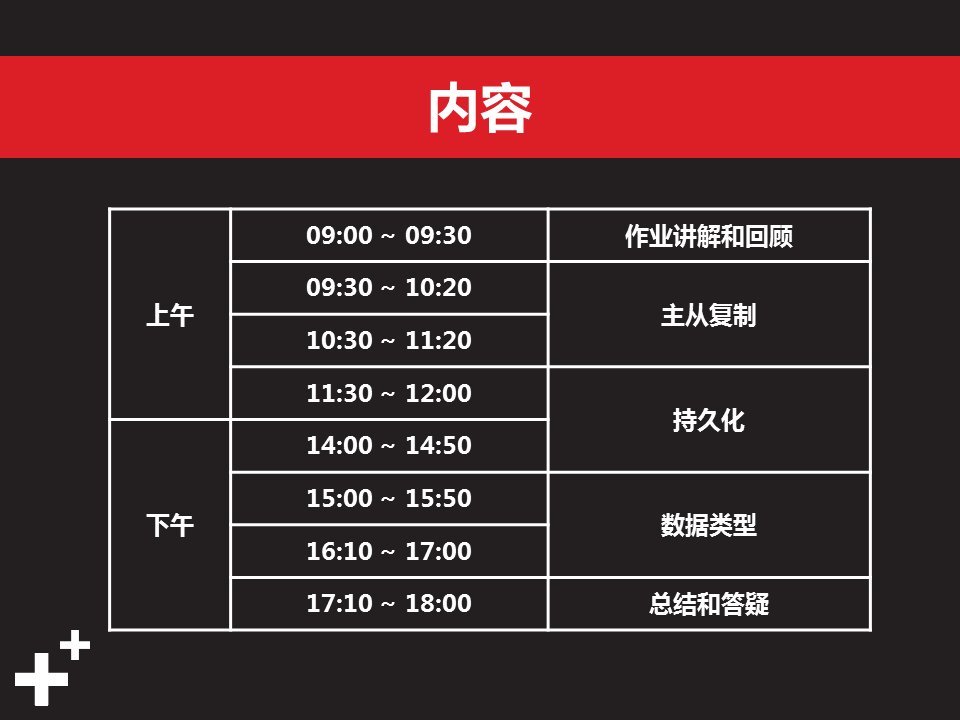 内容
上午
09:00 ~ 09:30
作业讲解和回顾
09:30 ~ 10:20
主从复制
10:30 ~ 11:20
11:30 ~ 12:00
持久化
下午
14:00 ~ 14:50
15:00 ~ 15:50
数据类型
16:10 ~ 17:00
17:10 ~ 18:00
总结和答疑